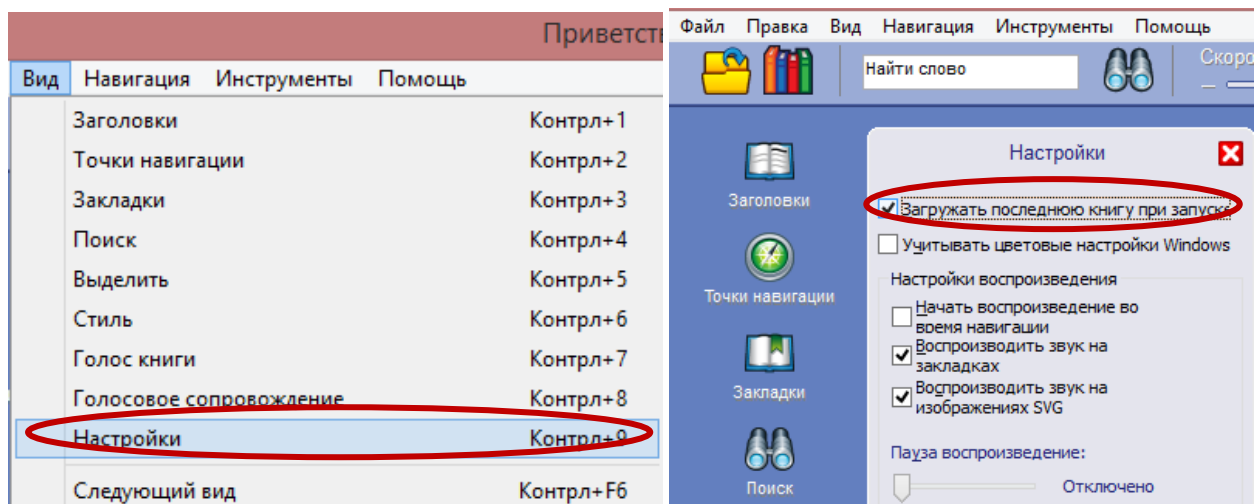 Приветст
Вид Навигация Инструменты Помощь
Заголовки Контрл+1
Точки навигации Контрл+2
Закладки Контрл+3
Поиск Контрл+4
Выделить Контрл+5
Стиль Контрл+6
Голос книги Контрл+7
Голосовое сопровождение Контрл+8
Настройки Контрл+9
Следующий вид Контрл+F6
Файл Правка Вид Навигация Инструменты Помощь
Найти слово
Скоро
Заголовки
Точки навигации
Закладки
Поиск
Настройки
Загружать последнюю книгу при запуске
Учитывать цветовые настройки Windows
Настройки воспроизведения
Начать воспроизведение во
время навигации
Воспроизводить звук на
закладках
Воспроизводить звук на
изображениях SVG
Пауза воспроизведение:
Отключено